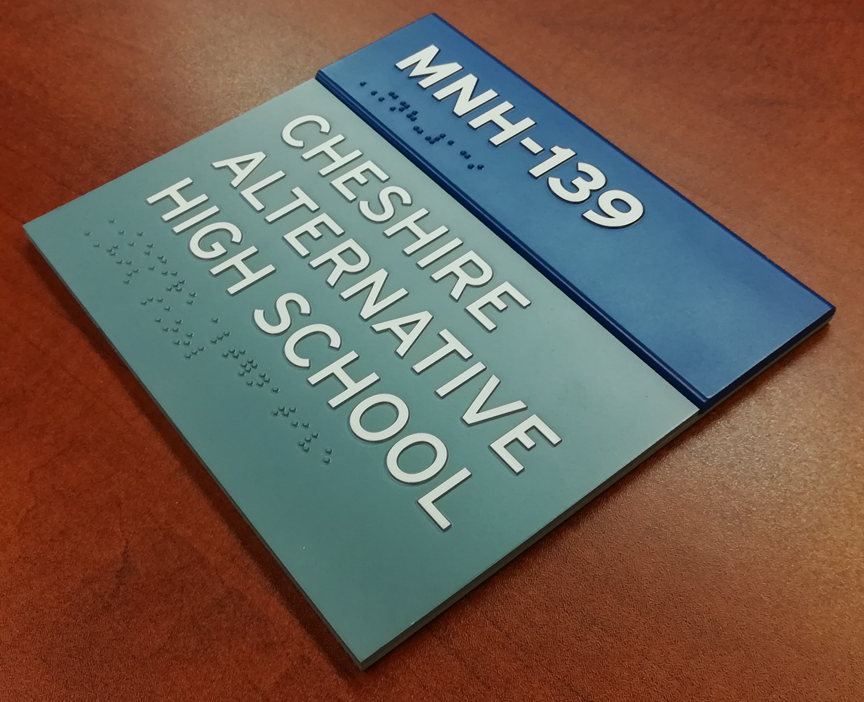 MNH-139
CHESHIRE
ALTERNATIVE
HIGH SCHOOL